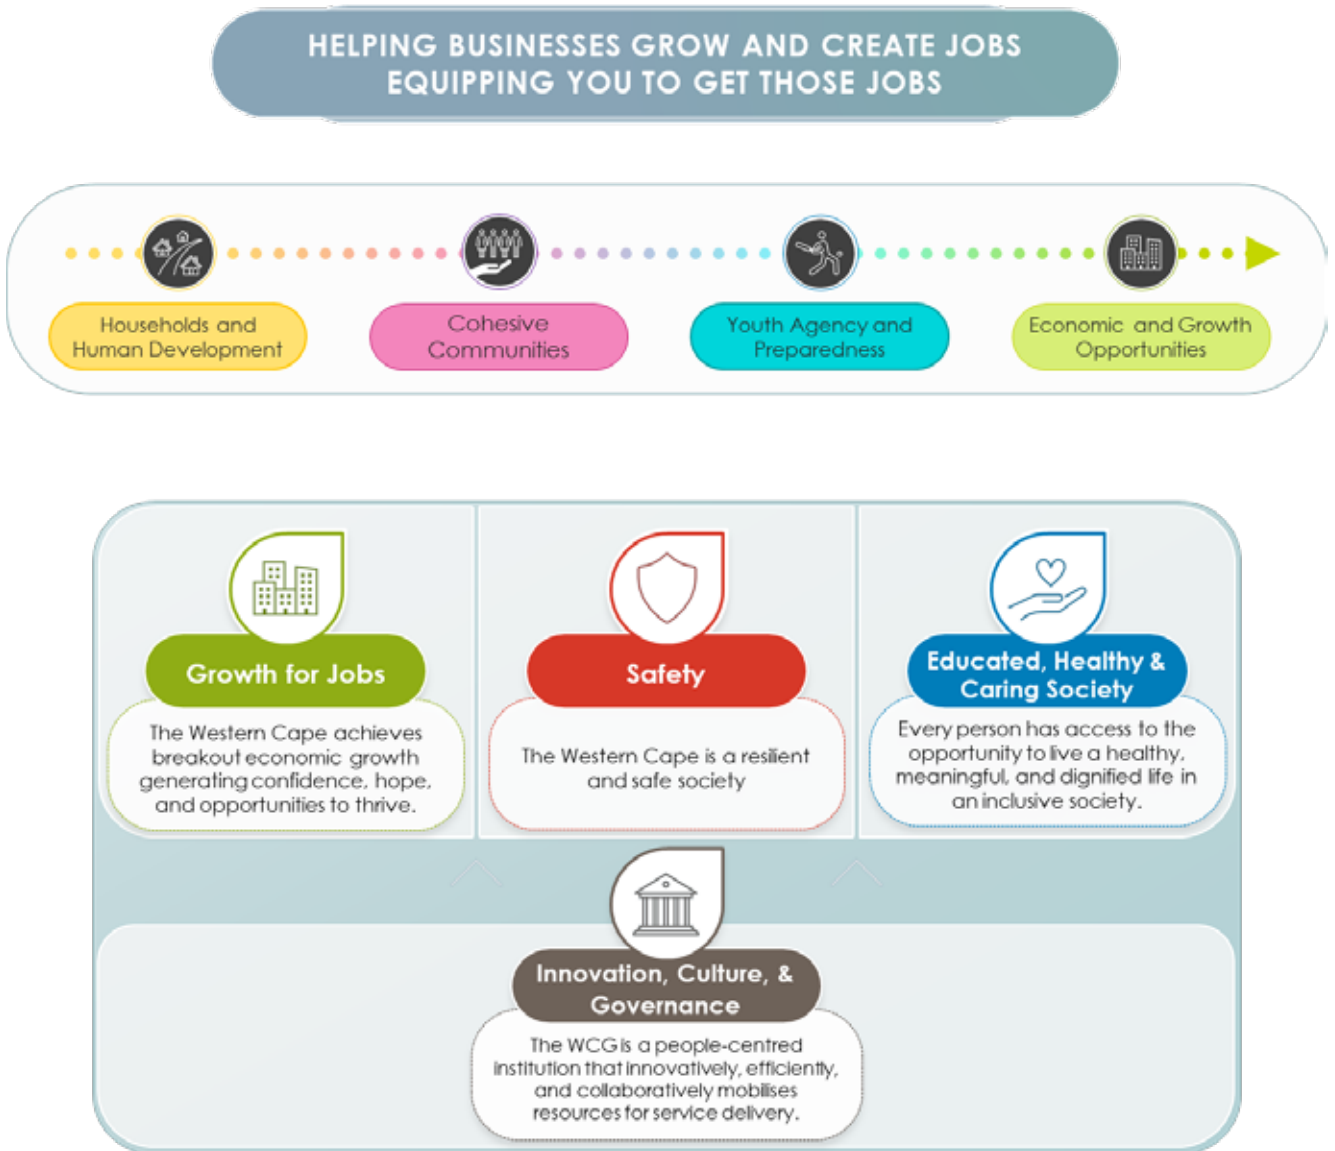 HELPING BUSINESSES GROW AND CREATE JOBS
EQUIPPING YOU TO GET THOSE JOBS
Households and
Human Development
Cohesive
Communities
Youth Agency and
Preparedness
Economic and Growth
Opportunities
Growth for Jobs
The Western Cape achieves
breakout economic growth
generating confidence, hope,
and opportunities to thrive.
Safety
The Western Cape is a resilient
and safe society
Educated, Healthy &
Caring Society
Every person has access to the
opportunity to live a healthy,
meaningful, and dignified life in
an inclusive society.
Innovation, Culture, &
Governance
The WCG is a people-centred
institution that innovatively, efficiently,
and collaboratively mobilises
resources for service delivery.